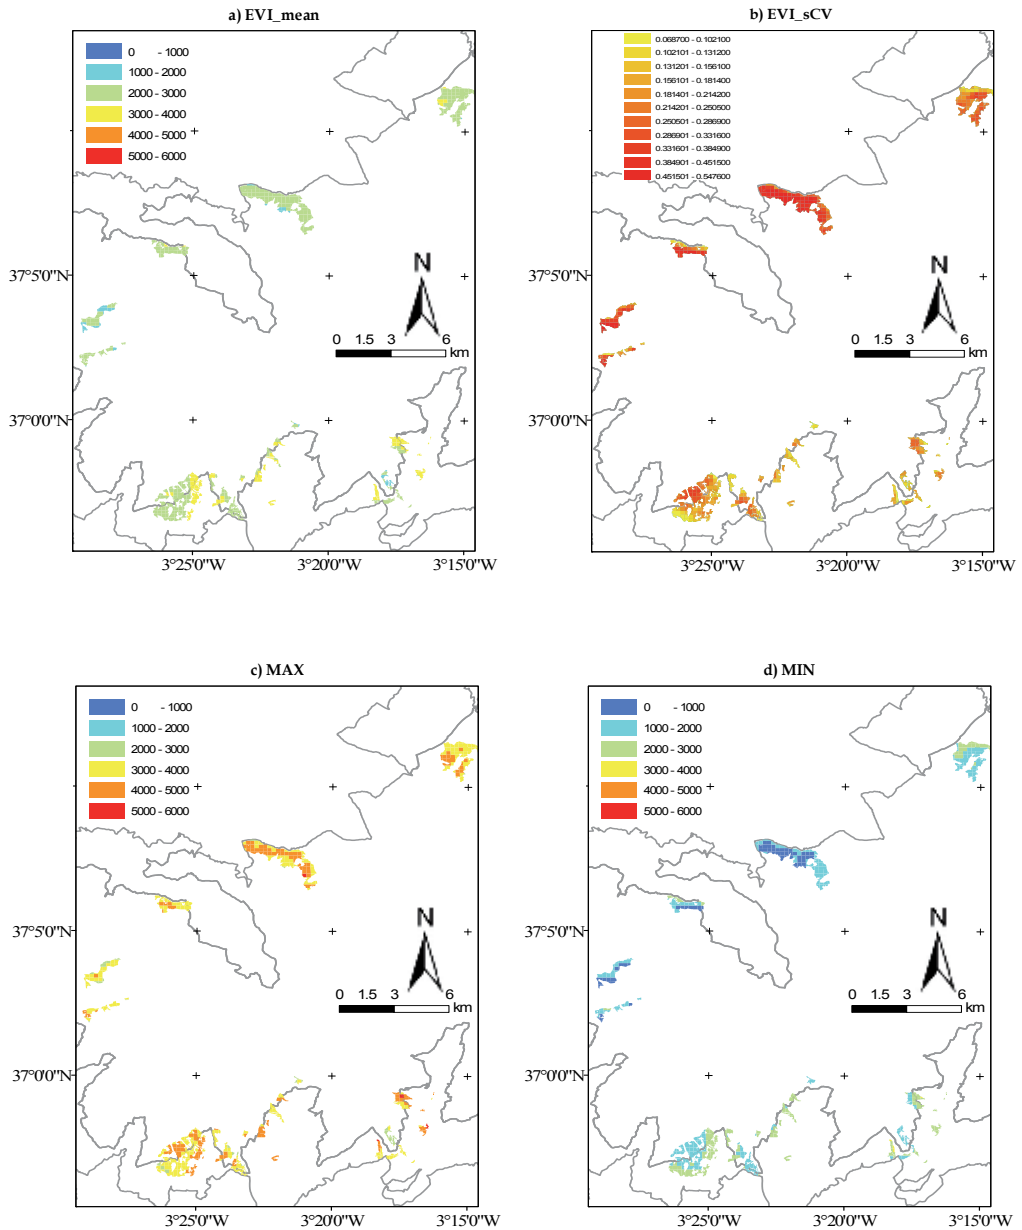 a) EVI_mean
0 - 1000
1000 - 2000
2000 - 3000
3000 - 4000
4000 - 5000
5000 - 6000
N
0 1.5 3 6
km
37°5'0"N
37°0'0"N
3°25'0"W 3°20'0"W 3°15'0"W
b) EVI_sCV
0.068700 - 0.102100
0.102101 - 0.131200
0.131201 - 0.156100
0.156101 - 0.181400
0.181401 - 0.214200
0.214201 - 0.250500
0.250501 - 0.286900
0.286901 - 0.331600
0.331601 - 0.384900
0.384901 - 0.451500
0.451501 - 0.547600
N
0 1.5 3 6
km
37°5'0"N
37°0'0"N
3°25'0"W 3°20'0"W 3°15'0"W
c) MAX
0 - 1000
1000 - 2000
2000 - 3000
3000 - 4000
4000 - 5000
5000 - 6000
N
0 1.5 3 6
km
37°5'0"N
37°0'0"N
3°25'0"W 3°20'0"W 3°15'0"W
d) MIN
0 - 1000
1000 - 2000
2000 - 3000
3000 - 4000
4000 - 5000
5000 - 6000
N
0 1.5 3 6
km
37°5'0"N
37°0'0"N
3°25'0"W 3°20'0"W 3°15'0"W